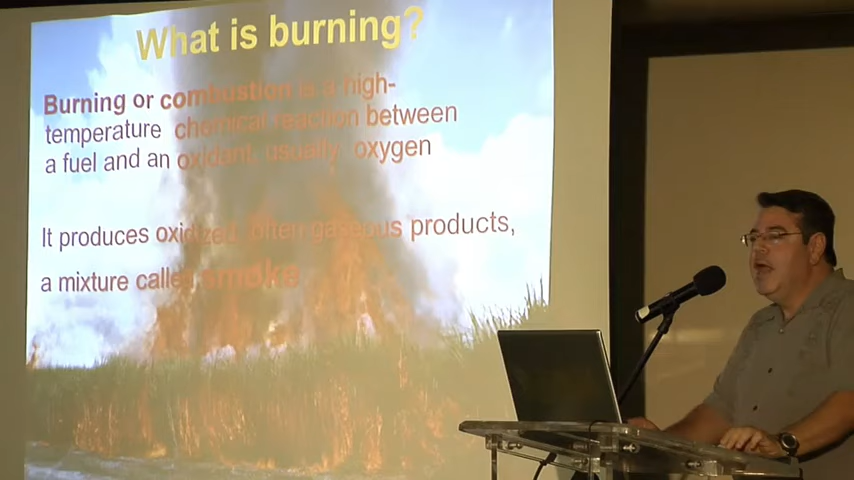 What is burning?
Burning or combustion is a high-
temperature chemical reaction between
a fuel and an oxidant, usually oxygen
It produces oxidized, often gaseous products,
a mixture called smoke